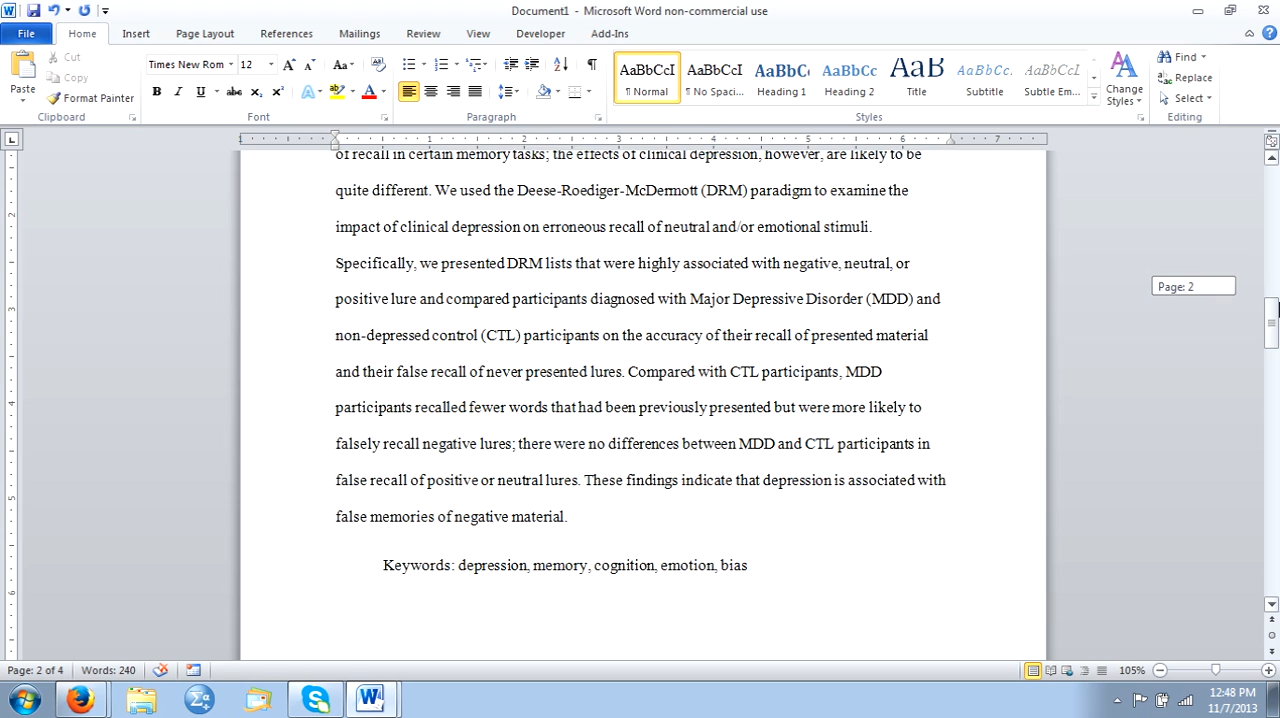 Document1 - Microsoft Word non-commercial use
File Home Insert Page Layout References Mailings Review View Developer Add-Ins
Cut
Copy
Format Painter
Paste
Clipboard
Times New Rom 12
Font
Paragraph
AaBbCcI AaBbCcI AaBbCc AaBbCc AaB AaBbCcI AaBbCcI
¶ Normal ¶ No Spaci... Heading 1 Heading 2 Title Subtitle Subtle Em...
Change Styles
Styles
Find
Replace
Select
Editing
of recall in certain memory tasks; the effects of clinical depression, however, are likely to be
quite different. We used the Deese-Roediger-McDermott (DRM) paradigm to examine the
impact of clinical depression on erroneous recall of neutral and/or emotional stimuli.
Specifically, we presented DRM lists that were highly associated with negative, neutral, or
positive lure and compared participants diagnosed with Major Depressive Disorder (MDD) and
non-depressed control (CTL) participants on the accuracy of their recall of presented material
and their false recall of never presented lures. Compared with CTL participants, MDD
participants recalled fewer words that had been previously presented but were more likely to
falsely recall negative lures; there were no differences between MDD and CTL participants in
false recall of positive or neutral lures. These findings indicate that depression is associated with
false memories of negative material.
Keywords: depression, memory, cognition, emotion, bias
Page: 2
Page: 2 of 4 Words: 240 105%
12:48 PM
11/7/2013